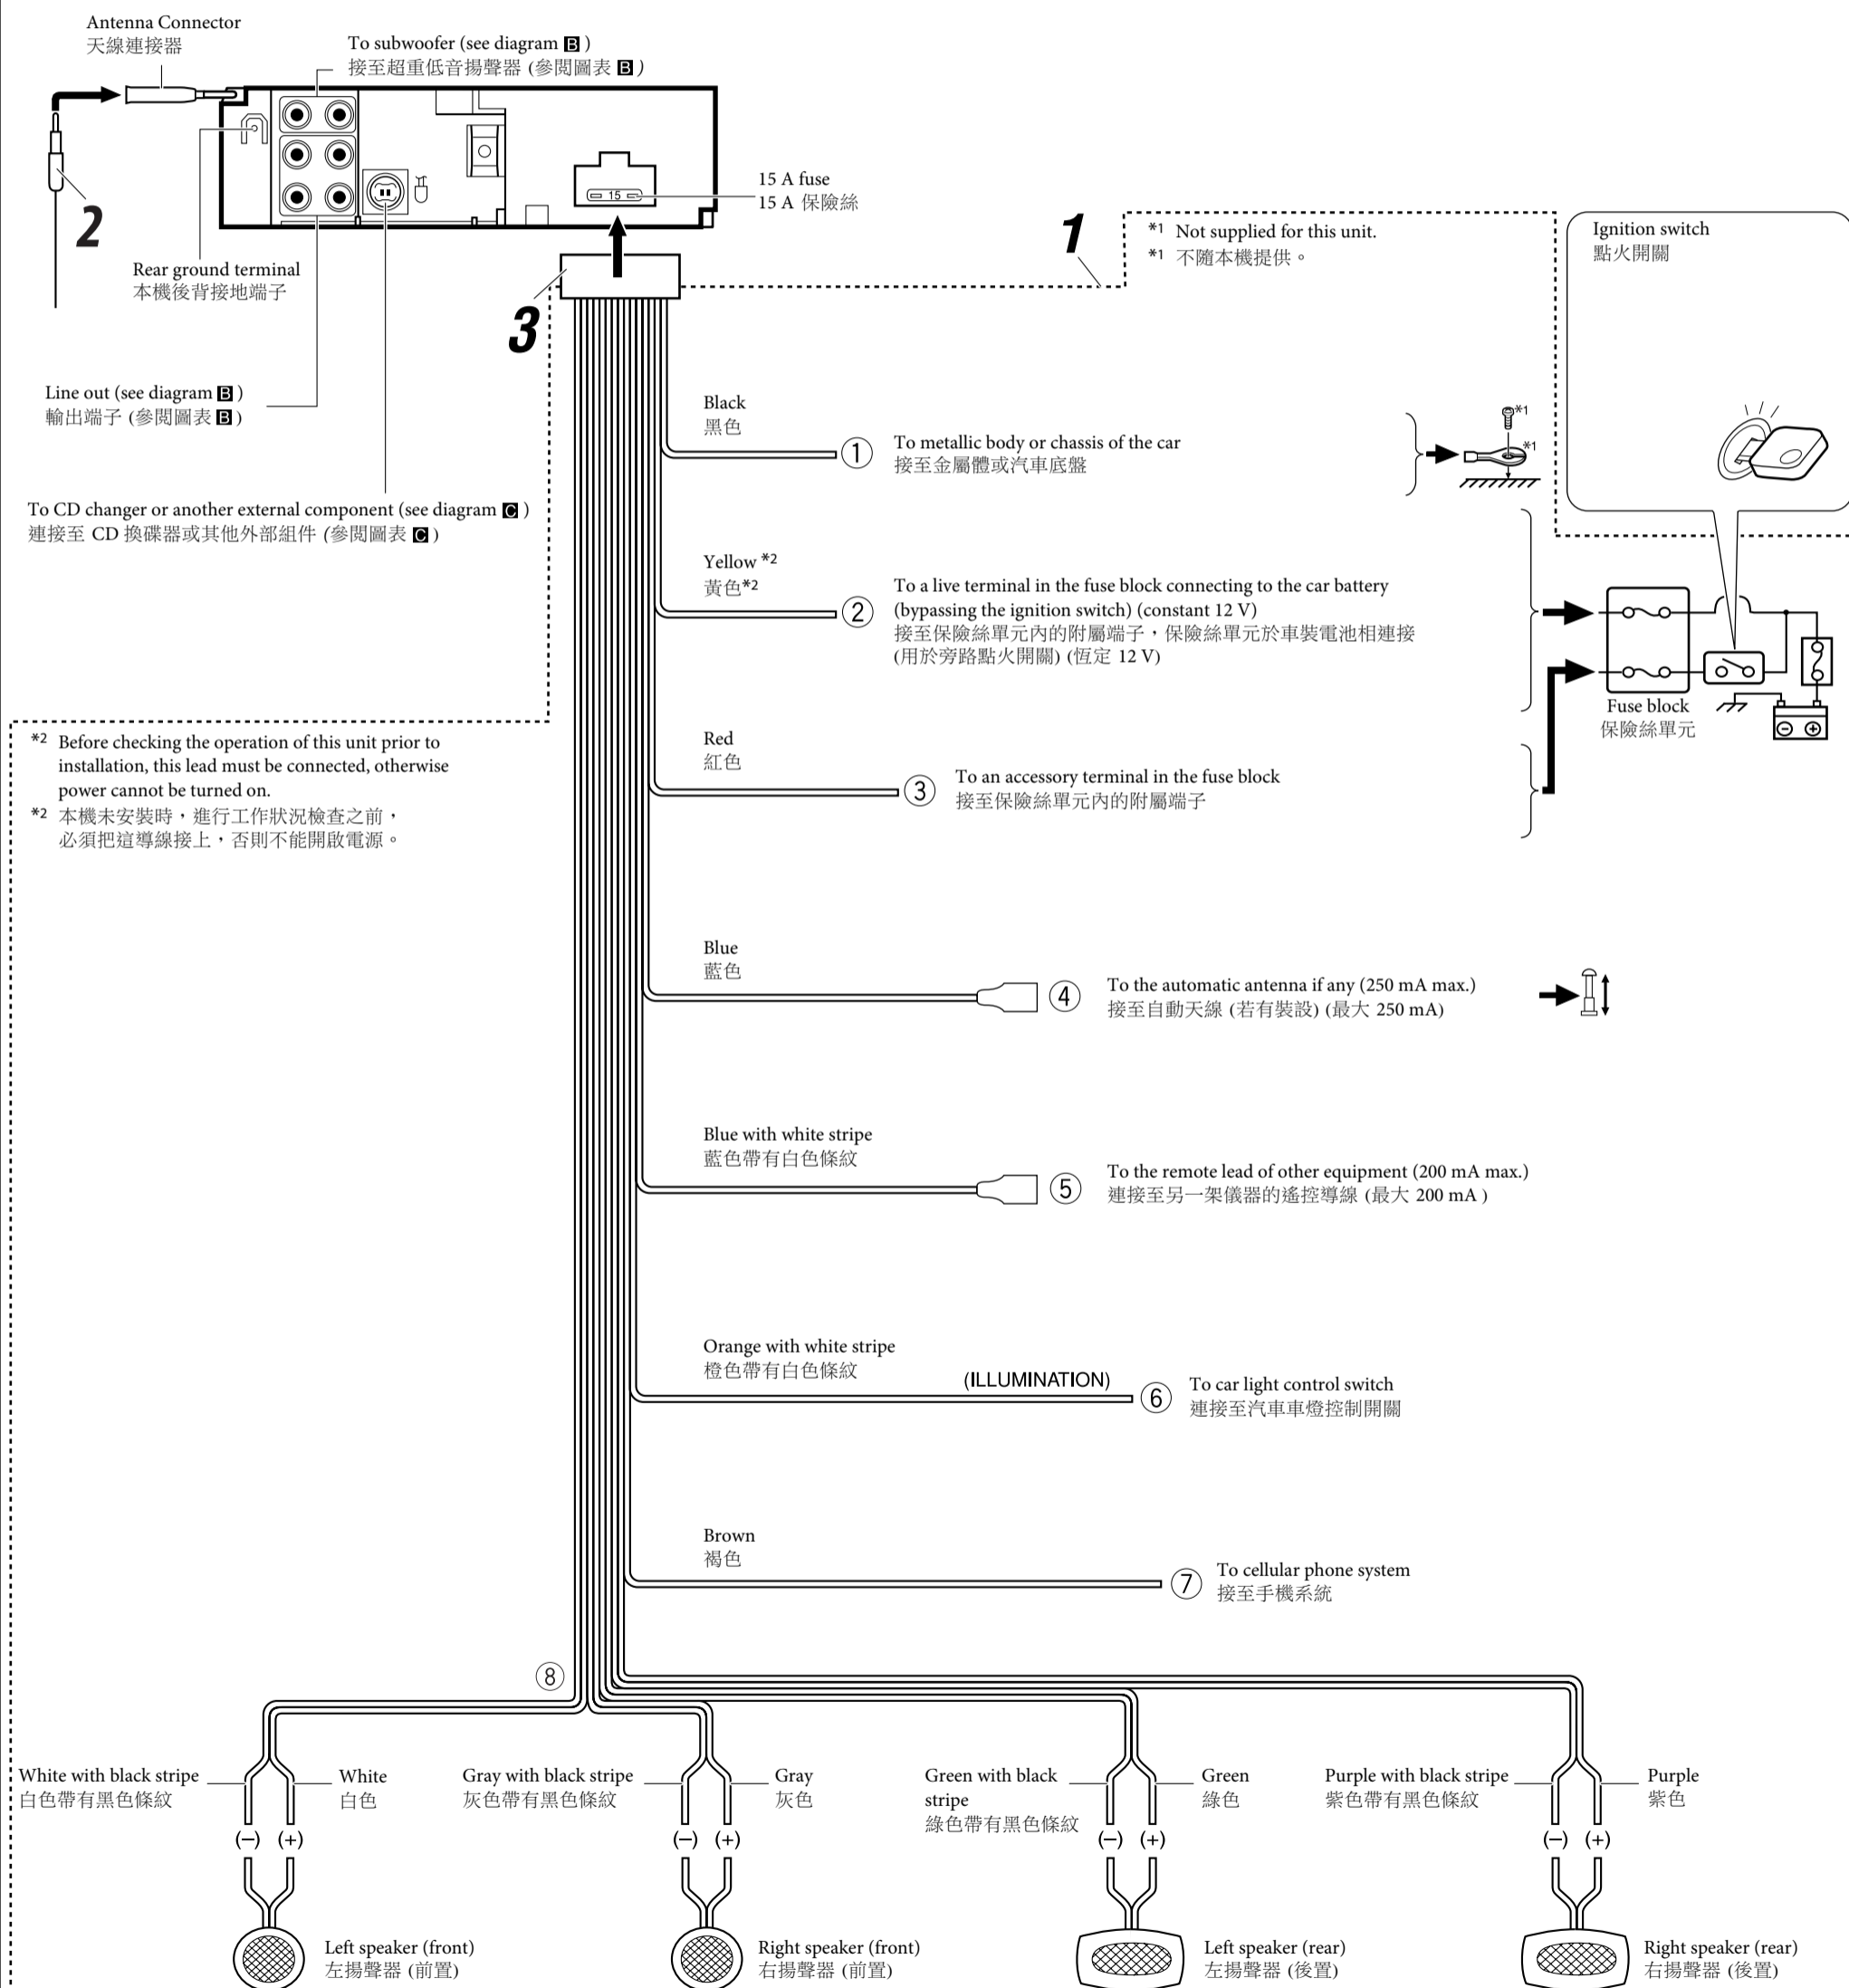 Antenna Connector
天線連接器
To subwoofer (see diagram B )
接至超重低音揚聲器 (參閱圖表 B )
15
15 A fuse
15 A 保險絲
2
Rear ground terminal
本機後背接地端子
3
1
*1 Not supplied for this unit.
*1 不隨本機提供。
Ignition switch
點火開關
Line out (see diagram B )
輸出端子 (參閱圖表 B )
To CD changer or another external component (see diagram C )
連接至 CD 換碟器或其他外部組件 (參閱圖表 C )
Black
黑色
① To metallic body or chassis of the car
接至金屬體或汽車底盤
*1
*1
Yellow *2
黃色*2
② To a live terminal in the fuse block connecting to the car battery
(bypassing the ignition switch) (constant 12 V)
接至保險絲單元內的附屬端子，保險絲單元於車裝電池相連接
(用於旁路點火開關) (恆定 12 V)
Fuse block
保險絲單元
*2 Before checking the operation of this unit prior to
installation, this lead must be connected, otherwise
power cannot be turned on.
*2 本機未安裝時，進行工作狀況檢查之前，
必須把這導線接上，否則不能開啟電源。
Red
紅色
③ To an accessory terminal in the fuse block
接至保險絲單元內的附屬端子
Blue
藍色
④ To the automatic antenna if any (250 mA max.)
接至自動天線 (若有裝設) (最大 250 mA)
Blue with white stripe
藍色帶有白色條紋
⑤ To the remote lead of other equipment (200 mA max.)
連接至另一架儀器的遙控導線 (最大 200 mA )
Orange with white stripe
橙色帶有白色條紋
(ILLUMINATION)
⑥ To car light control switch
連接至汽車車燈控制開關
Brown
褐色
⑦ To cellular phone system
接至手機系統
⑧
White with black stripe
白色帶有黑色條紋
White
白色
Gray with black stripe
灰色帶有黑色條紋
Gray
灰色
Green with black
stripe
綠色帶有黑色條紋
Green
綠色
Purple with black stripe
紫色帶有黑色條紋
Purple
紫色
(−) (+) (−) (+) (−) (+) (−) (+)
Left speaker (front)
左揚聲器 (前置)
Right speaker (front)
右揚聲器 (前置)
Left speaker (rear)
左揚聲器 (後置)
Right speaker (rear)
右揚聲器 (後置)